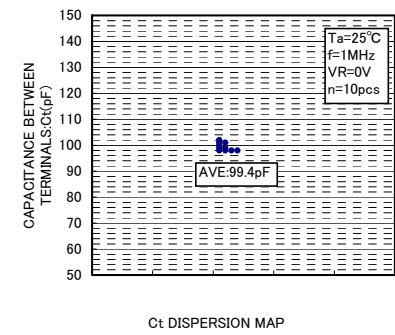 150
140
130
120
110
100
90
80
70
60
50
CAPACITANCE BETWEEN
TERMINALS:Ct(pF)
Ta=25°C
f=1MHz
VR=0V
n=10pcs
AVE:99.4pF
Ct DISPERSION MAP